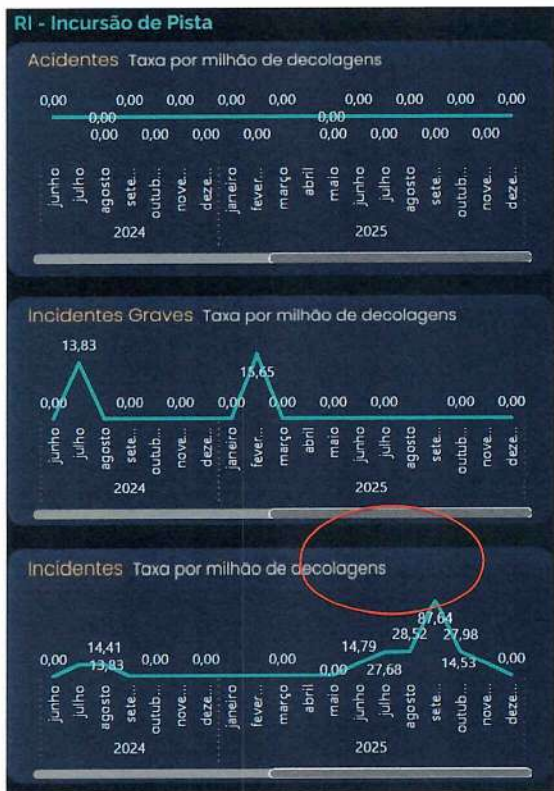 RI - Incursão de Pista
Acidentes Taxa por milhão de decolagens
0,00 0,00 0,00 0,00 0,00 0,00 0,00 0,00 0,00 0,00
0,00 0,00
0,00 0,00 0,00 0,00 0,00 0,00 0,00
junho julho agosto sete... outub... nove... deze... janeiro fever... março abril maio junho julho agosto sete... outub... nove... deze...
2024 2025
Incidentes Graves Taxa por milhão de decolagens
13,83
15,65
0,00 0,00 0,00 0,00 0,00 0,00 0,00 0,00 0,00
junho julho agosto sete... outub... nove... deze... janeiro fever... março abril maio junho julho agosto sete... outub... nove... deze...
2024 2025
Incidentes Taxa por milhão de decolagens
87,64
14,41 14,79 28,52 27,98
0,00 13,83 0,00 0,00 0,00 0,00 27,68 14,53 0,00
junho julho agosto sete... outub... nove... deze... janeiro fever... março abril maio junho julho agosto sete... outub... nove... deze...
2024 2025